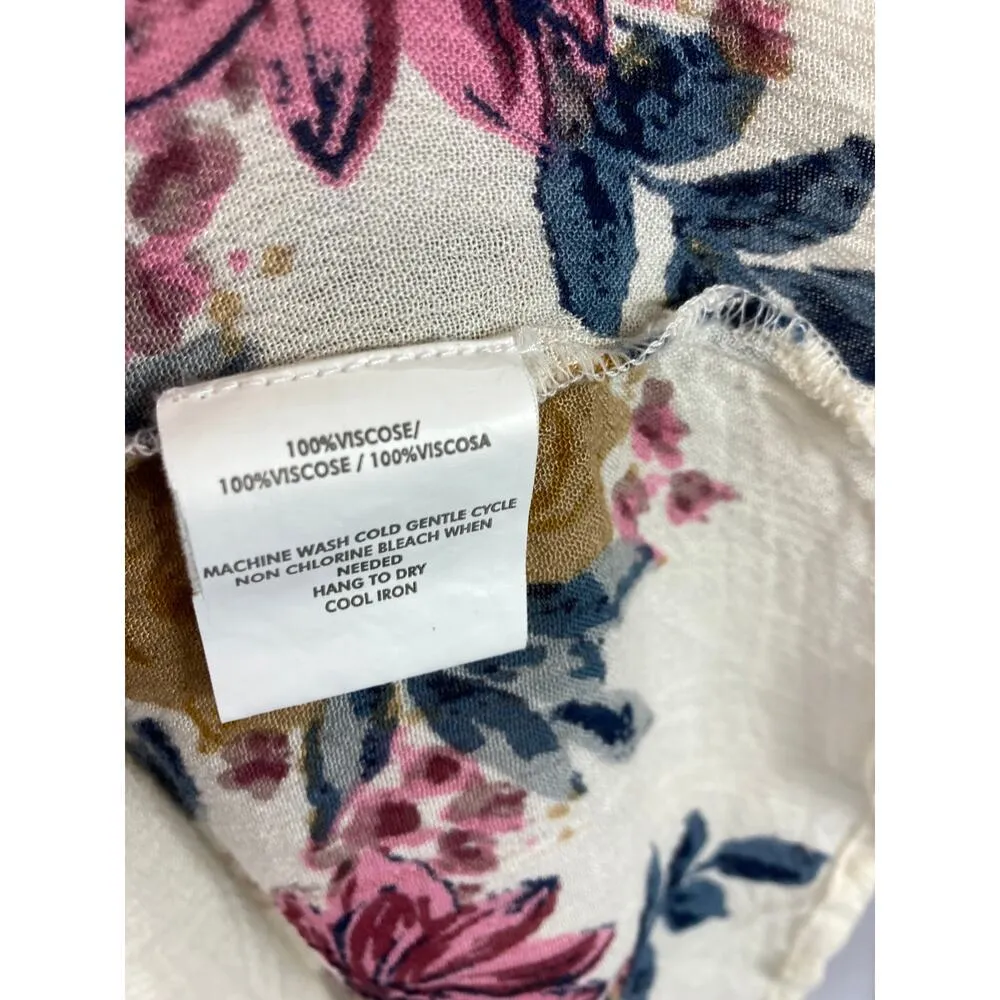 100%VISCOSE/
100%VISCOSE / 100%VISCOSA
MACHINE WASH COLD GENTLE CYCLE
NON CHLORINE BLEACH WHEN
NEEDED
HANG TO DRY
COOL IRON